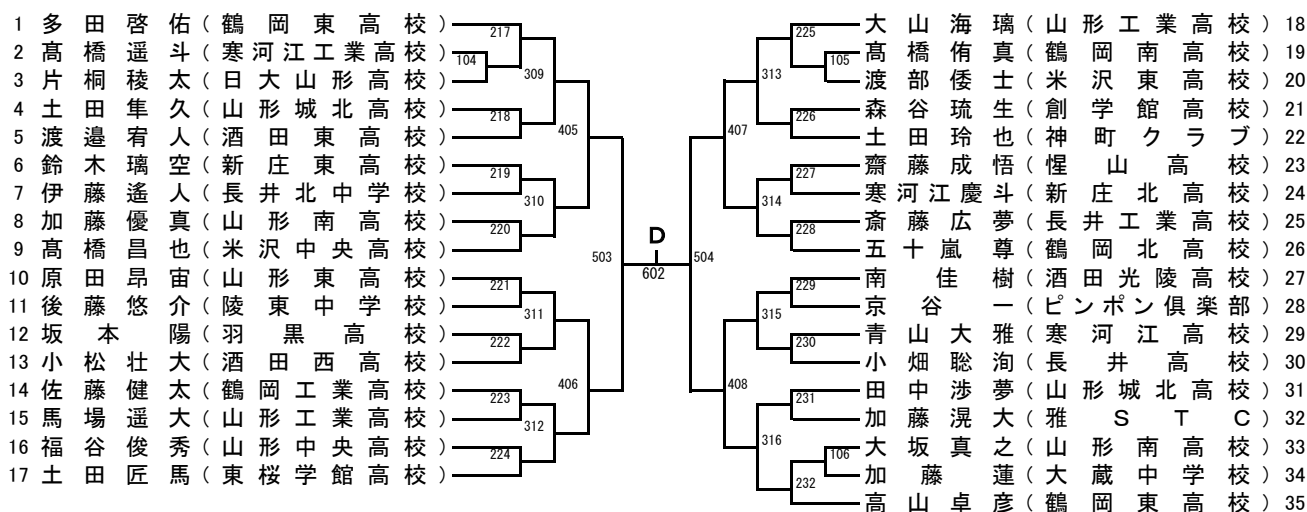 1 多田啓佑(鶴岡東高校)
2 髙橋遥斗(寒河江工業高校)
3 片桐稜太(日大山形高校)
4 土田隼久(山形城北高校)
5 渡邉宥人(酒田東高校)
6 鈴木璃空(新庄東高校)
7 伊藤遙人(長井北中学校)
8 加藤優真(山形南高校)
9 髙橋昌也(米沢中央高校)
10 原田昂宙(山形東高校)
11 後藤悠介(陵東中学校)
12 坂本陽(羽黒高校)
13 小松壮大(酒田西高校)
14 佐藤健太(鶴岡工業高校)
15 馬場遥大(山形工業高校)
16 福谷俊秀(山形中央高校)
17 土田匠馬(東桜学館高校)
217
104
309
218
405
219
310
220
503
221
311
222
406
223
312
224
D
602
504
225
105
313
226
407
227
314
228
229
315
230
408
231
316
106
232
大山海璃(山形工業高校) 18
髙橋侑真(鶴岡南高校) 19
渡部倭士(米沢東高校) 20
森谷琉生(創学館高校) 21
土田玲也(神町クラブ) 22
齋藤成悟(惺山高校) 23
寒河江慶斗(新庄北高校) 24
斎藤広夢(長井工業高校) 25
五十嵐尊(鶴岡北高校) 26
南佳樹(酒田光陵高校) 27
京谷一(ピンポン倶楽部) 28
青山大雅(寒河江高校) 29
小畑聡洵(長井高校) 30
田中渉夢(山形城北高校) 31
加藤滉大(雅STC) 32
大坂真之(山形南高校) 33
加藤蓮(大蔵中学校) 34
高山卓彦(鶴岡東高校) 35